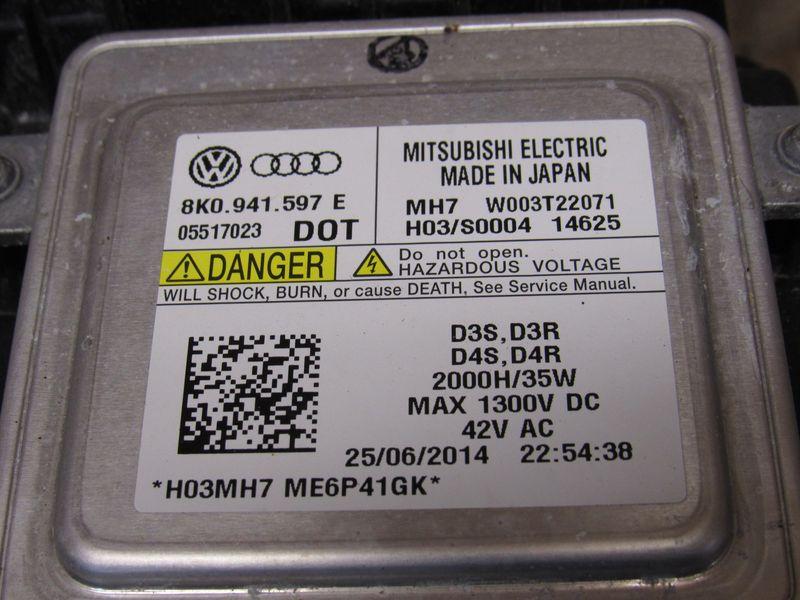 8K0.941.597 E
05517023 DOT
MITSUBISHI ELECTRIC
MADE IN JAPAN
MH7 W003T22071
H03/S0004 14625
DANGER
Do not open.
HAZARDOUS VOLTAGE
WILL SHOCK, BURN, or cause DEATH, See Service Manual.
D3S,D3R
D4S,D4R
2000H/35W
MAX 1300V DC
42V AC
25/06/2014 22:54:38
*H03MH7 ME6P41GK*